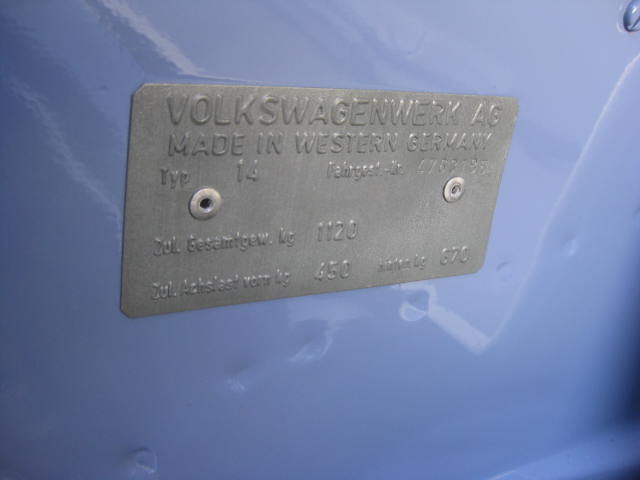 VOLKSWAGENWERK AG
MADE IN WESTERN GERMANY
Typ 14 Fahrgest.-Nr.
Zul. Gesamtgew. kg 1120
Zul. Achslast vorn kg 450 hinten kg 670